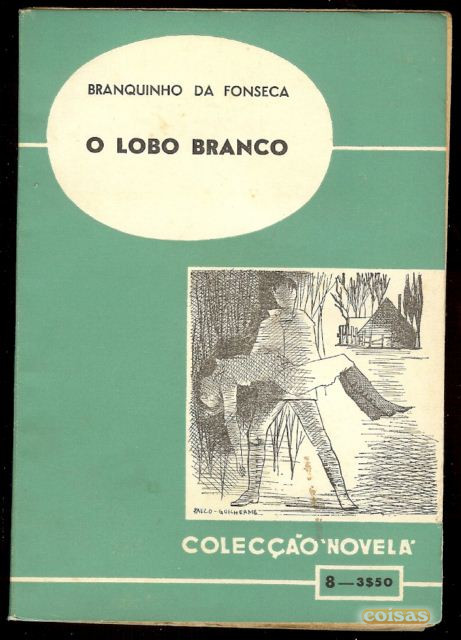 BRANQUINHO DA FONSECA
O LOBO BRANCO
PAULO-GUILHERME
COLECÇÃO "NOVELA"
8 — 3$50
coisas